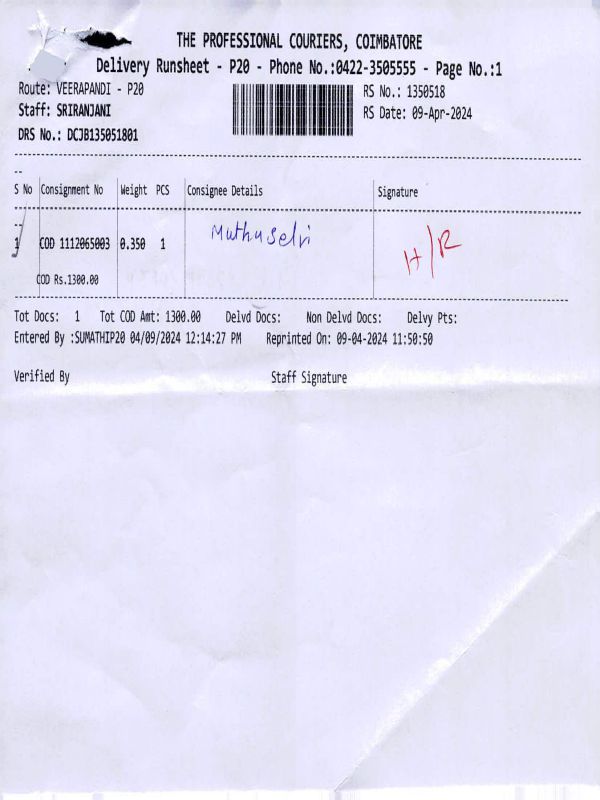 THE PROFESSIONAL COURIERS, COIMBATORE
Delivery Runsheet - P20 - Phone No.:0422-3505555 - Page No.:1
Route: VEERAPANDI - P20 RS No.: 1350518
Staff: SRIRANJANI RS Date: 09-Apr-2024
DRS No.: DCJB135051801
S No Consignment No Weight PCS Consignee Details Signature
1 COD 1112065003 0.350 1 Muthuselvi H/R
COD Rs.1300.00
Tot Docs: 1 Tot COD Amt: 1300.00 Delvd Docs: Non Delvd Docs: Delvy Pts:
Entered By :SUMATHIP20 04/09/2024 12:14:27 PM Reprinted On: 09-04-2024 11:50:50
Verified By Staff Signature